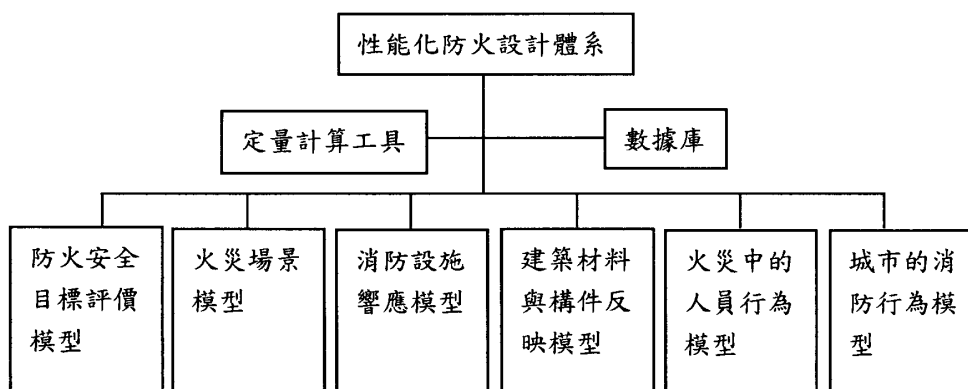 性能化防火設計體系
定量計算工具
數據庫
防火安全
目標評價
模型
火災場景
模型
消防設施
響應模型
建築材料
與構件反
映模型
火災中的
人員行為
模型
城市的消
防行為模
型